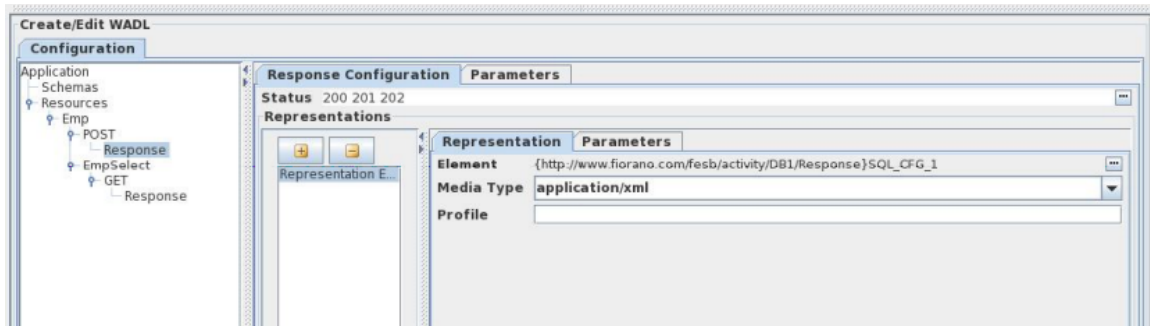 Create/Edit WADL
Configuration
Application
Schemas
Resources
Emp
POST
Response
EmpSelect
GET
Response
Response Configuration Parameters
Status 200 201 202
Representations
Representation E...
Representation Parameters
Element {http://www.fiorano.com/fesb/activity/DB1/Response}SQL_CFG_1
Media Type application/xml
Profile